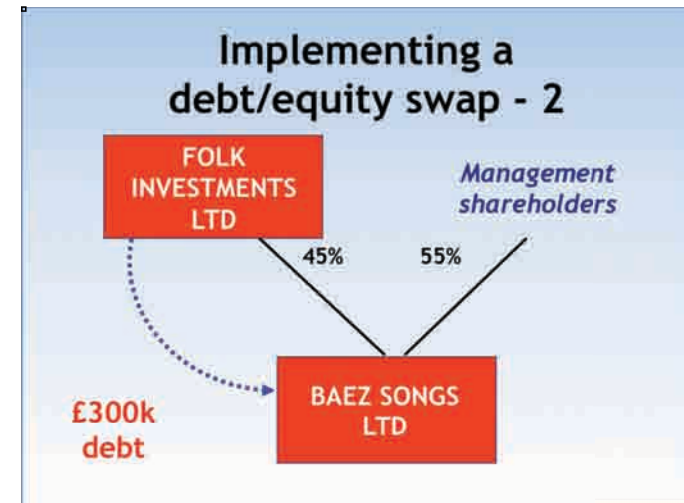 Implementing a
debt/equity swap - 2
FOLK
INVESTMENTS
LTD
Management
shareholders
45%
55%
BAEZ SONGS
LTD
£300k
debt